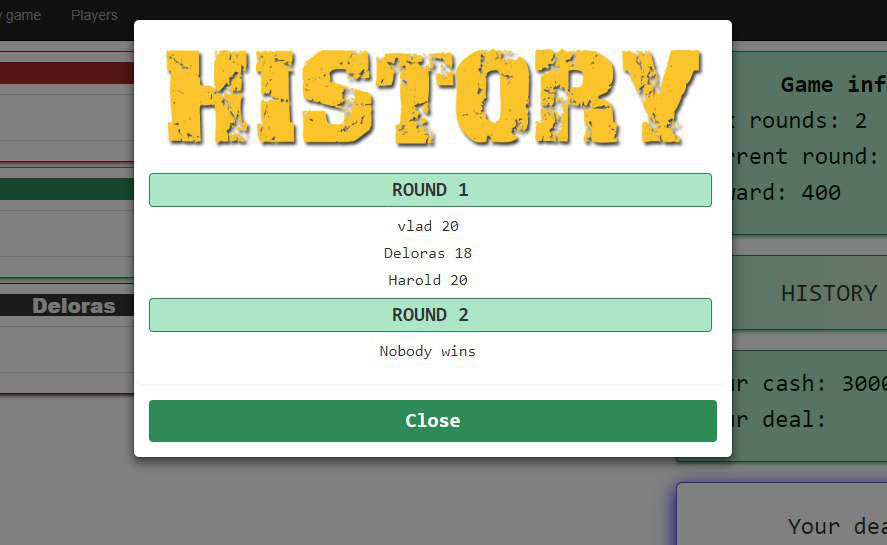 game
Players
HISTORY
ROUND 1
vlad 20
Deloras 18
Harold 20
ROUND 2
Nobody wins
Close
Deloras
Game inf
rounds: 2
rrent round:
ward: 400
HISTORY
r cash: 3000
r deal:
Your dea